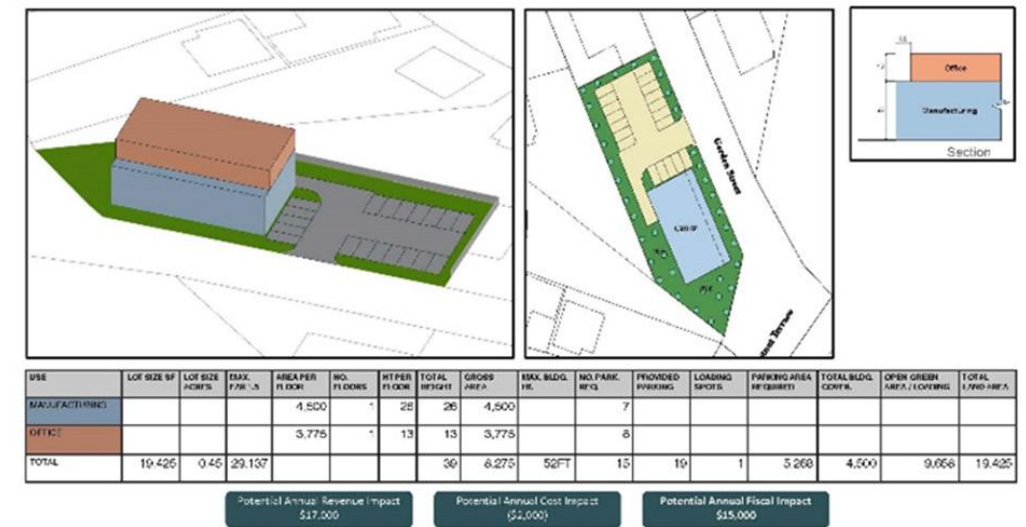 Office
Manufacturing
Section
Garden Street
USE LOT SIZE SF LOT SIZE ACRES MAX. FAR 1.5 AREA PER FLOOR NO. FLOORS HT PER FLOOR TOTAL HEIGHT GROSS AREA MAX. BLDG. HT. NO. PARK. REQ. PROVIDED PARKING LOADING SPOTS PARKING AREA REQUIRED TOTAL BLDG. COVER. OPEN GREEN AREA / LOADING TOTAL LAND AREA
MANUFACTURING 4,500 1 26 26 4,500 7
OFFICE 3,775 1 13 13 3,775 8
TOTAL 19,425 0.45 29,137 39 8,275 52FT 15 19 1 5,268 4,500 9,658 19,425
Potential Annual Revenue Impact
$17,000
Potential Annual Cost Impact
($2,000)
Potential Annual Fiscal Impact
$15,000